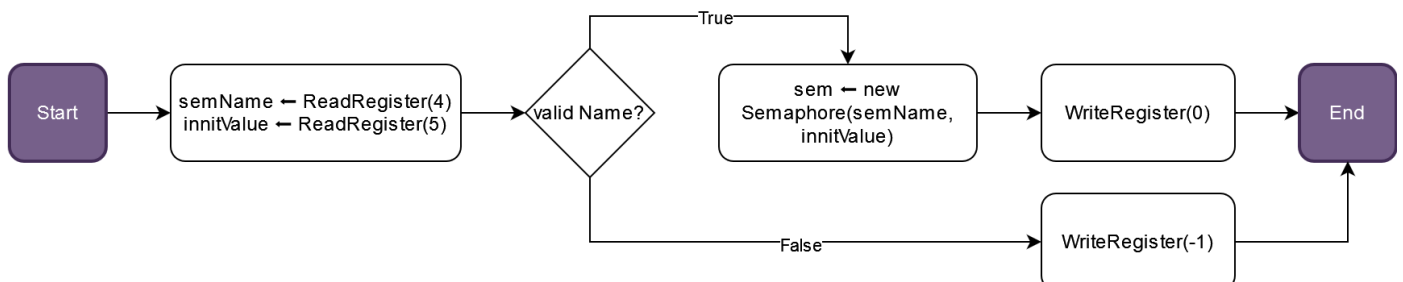 Start
semName ← ReadRegister(4)
innitValue ← ReadRegister(5)
valid Name?
True
sem ← new
Semaphore(semName,
innitValue)
WriteRegister(0)
End
False
WriteRegister(-1)